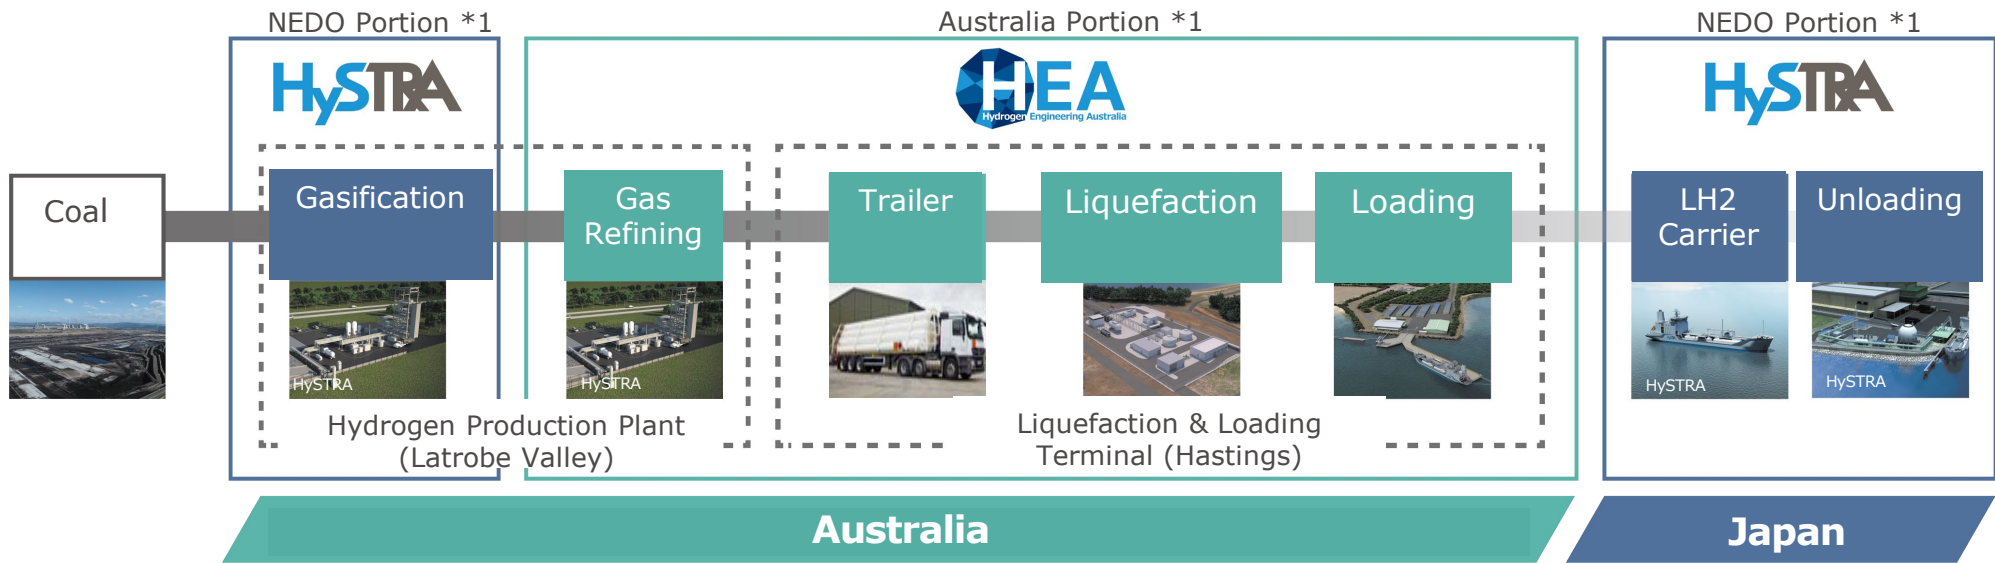 NEDO Portion *1
Australia Portion *1
NEDO Portion *1
HySTRA
HEA
Hydrogen Engineering Australia
HySTRA
Coal
Gasification
Gas
Refining
Trailer
Liquefaction
Loading
LH2
Carrier
Unloading
HySTRA
HySTRA
HySTRA
HySTRA
Hydrogen Production Plant
(Latrobe Valley)
Liquefaction & Loading
Terminal (Hastings)
Australia
Japan